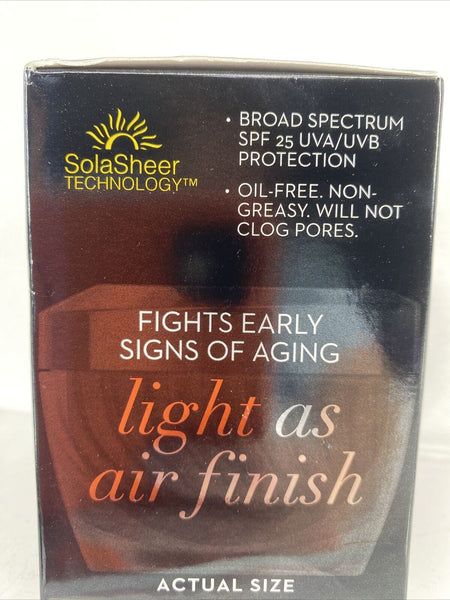 SolaSheer
TECHNOLOGY™
• BROAD SPECTRUM
SPF 25 UVA/UVB
PROTECTION
• OIL-FREE. NON-
GREASY. WILL NOT
CLOG PORES.
FIGHTS EARLY
SIGNS OF AGING
light as
air finish
ACTUAL SIZE